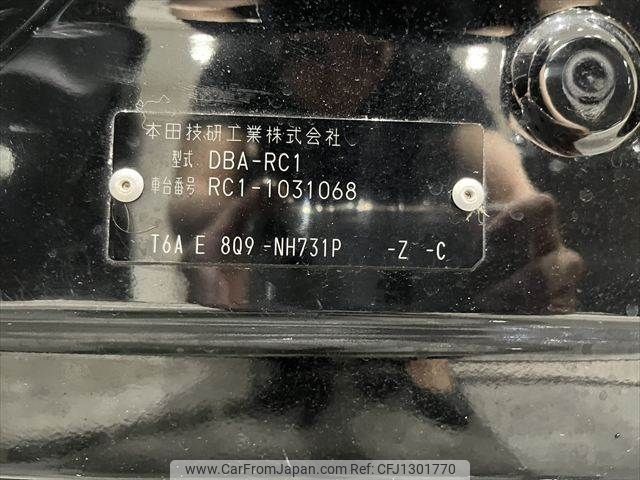 本田技研工業株式会社
型式 DBA-RC1
車台番号 RC1-1031068
T6A E 8Q9 -NH731P -Z -C
www.CarFromJapan.com | Ref No. CFJ1301770